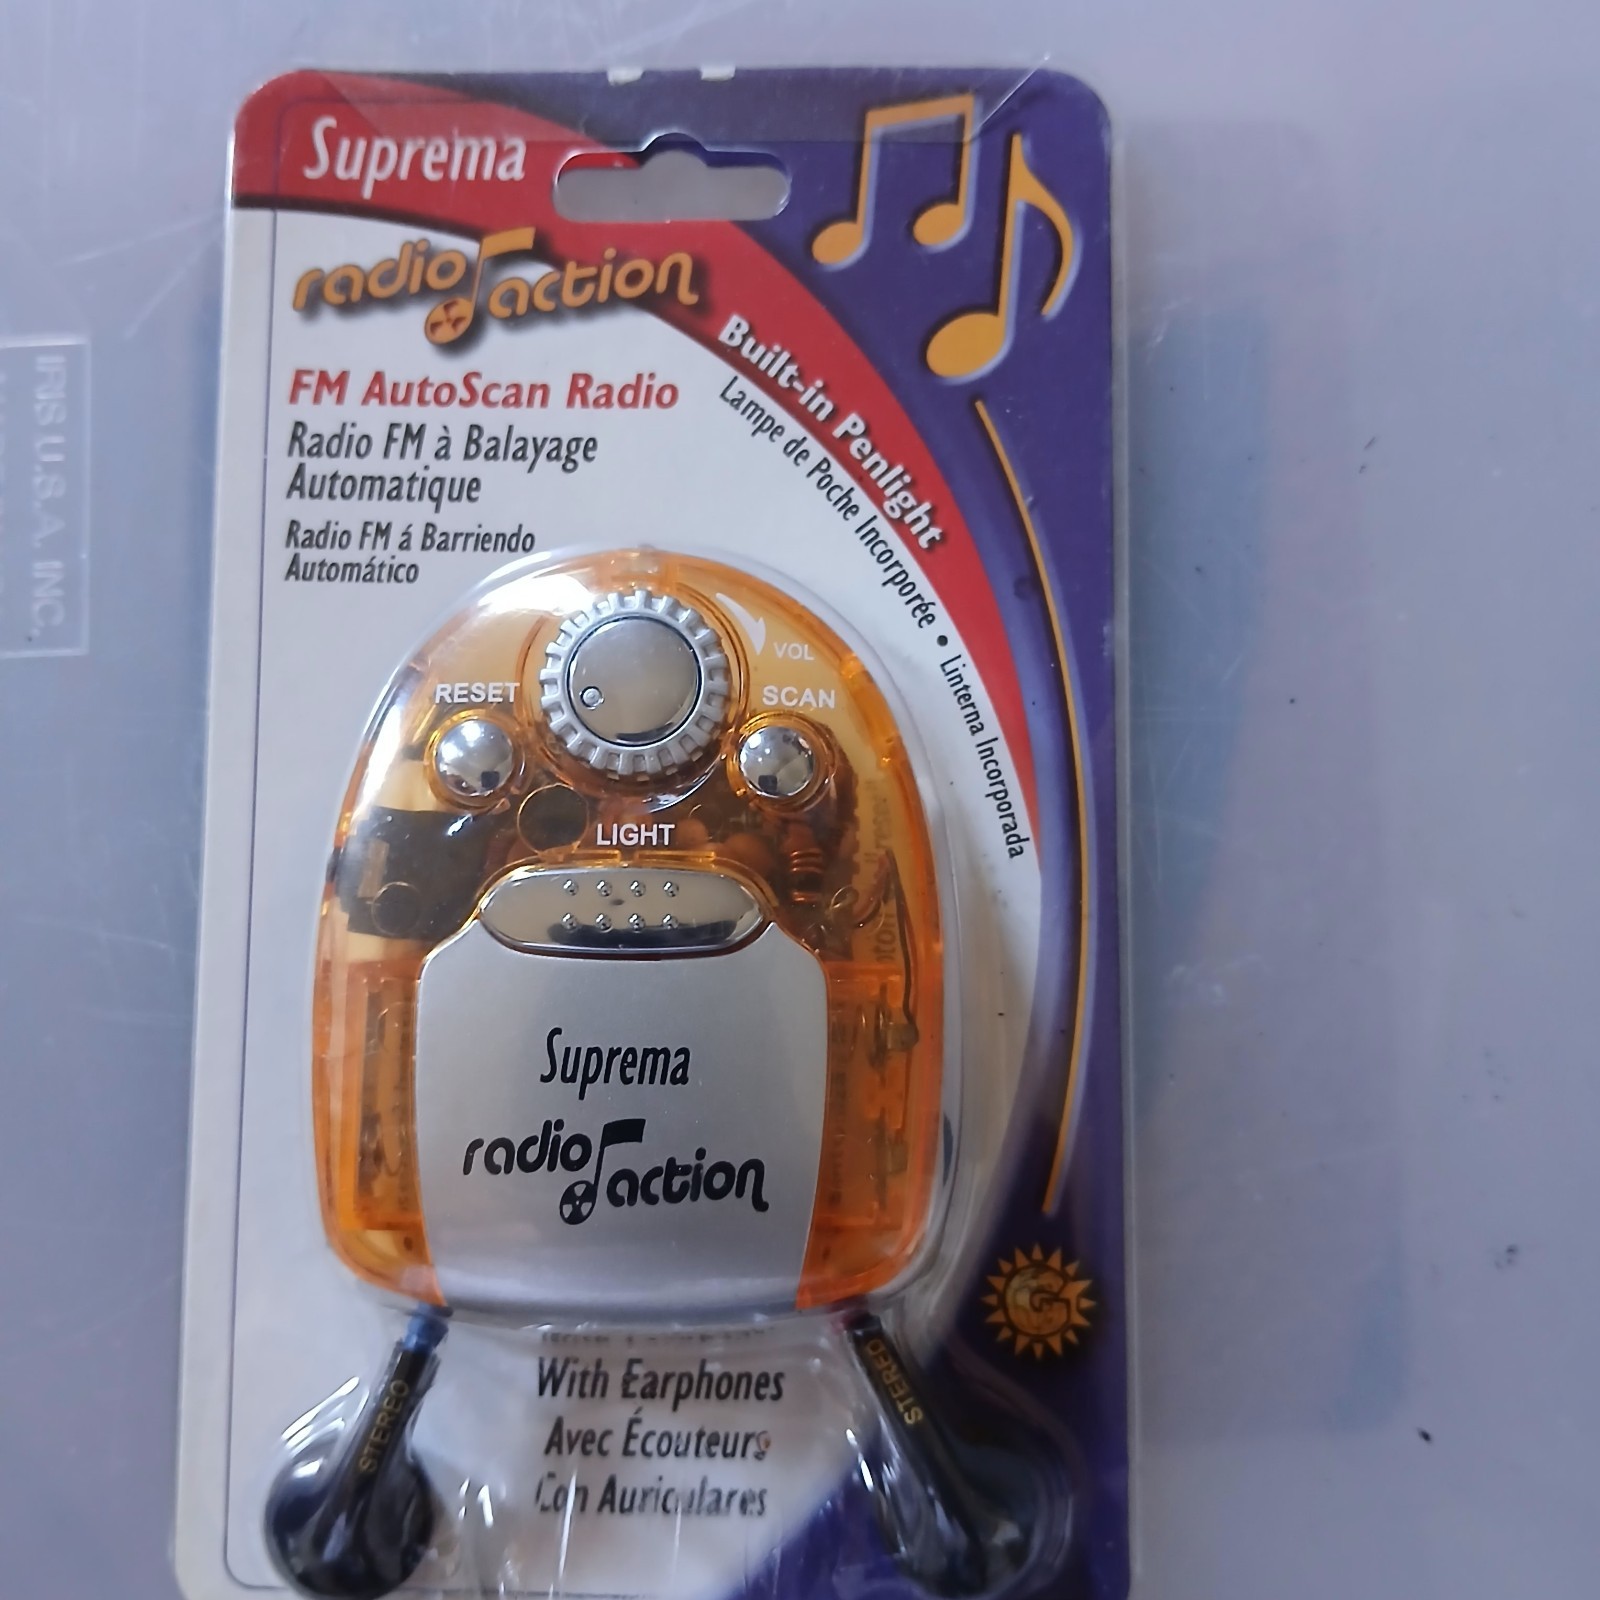 Suprema
radio action
FM AutoScan Radio
Radio FM à Balayage
Automatique
Radio FM á Barriendo
Automático
Built-in Penlight
Lampe de Poche Incorporée • Linterna Incorporada
VOL
RESET
SCAN
LIGHT
Suprema
radio action
With Earphones
Avec Écouteurs
Con Auriculares
STEREO
STEREO
G
IRIS U.S.A. INC.